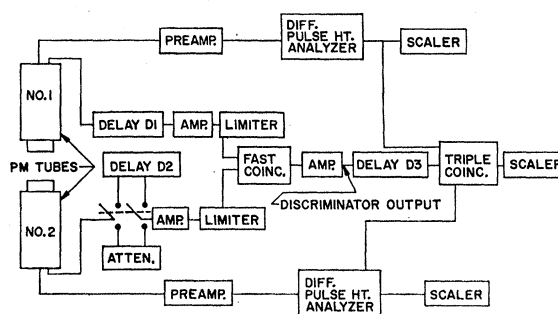 DIFF.
PULSE HT.
ANALYZER
PREAMP.
SCALER
NO.1
DELAY D1
AMP.
LIMITER
PM TUBES
DELAY D2
FAST
COINC.
AMP.
DELAY D3
TRIPLE
COINC.
SCALER
DISCRIMINATOR OUTPUT
NO.2
AMP.
LIMITER
ATTEN.
PREAMP.
DIFF.
PULSE HT.
ANALYZER
SCALER